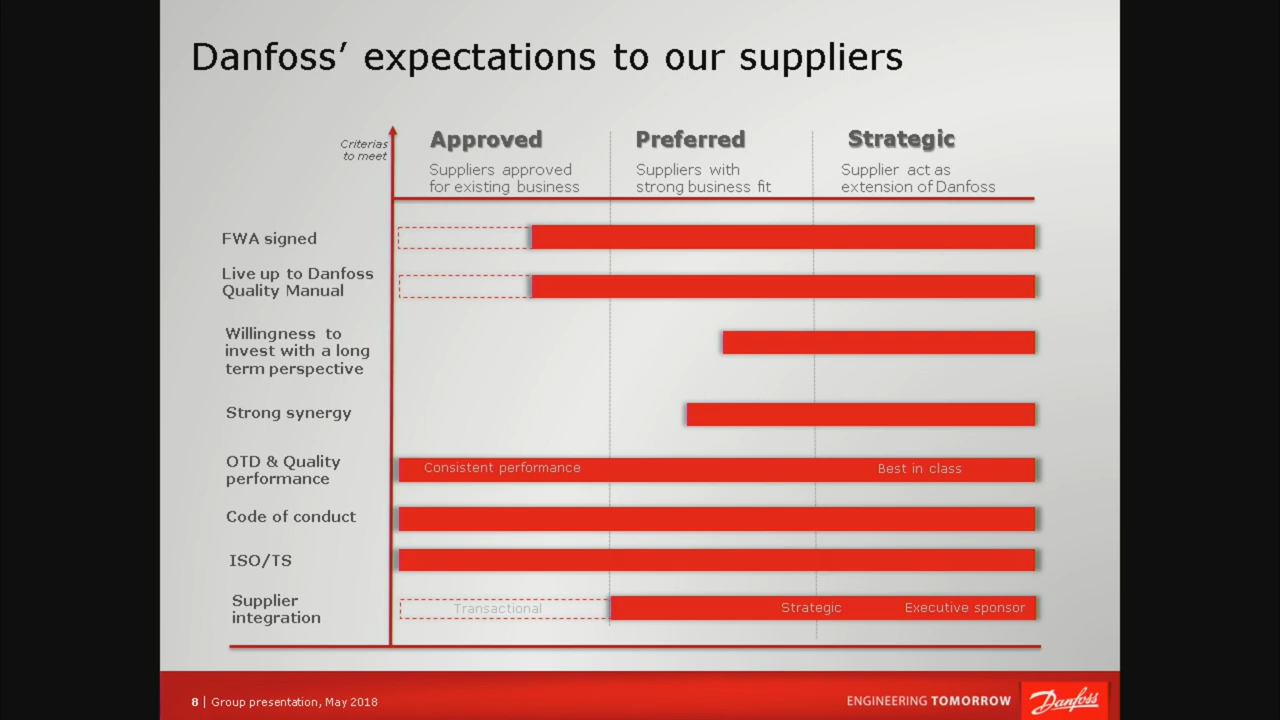 Danfoss’ expectations to our suppliers
Criterias
to meet
Approved
Suppliers approved
for existing business
Preferred
Suppliers with
strong business fit
Strategic
Supplier act as
extension of Danfoss
FWA signed
Live up to Danfoss
Quality Manual
Willingness to
invest with a long
term perspective
Strong synergy
OTD & Quality
performance
Consistent performance
Best in class
Code of conduct
ISO/TS
Supplier
integration
Transactional
Strategic
Executive sponsor
8 | Group presentation, May 2018
ENGINEERING TOMORROW
Danfoss